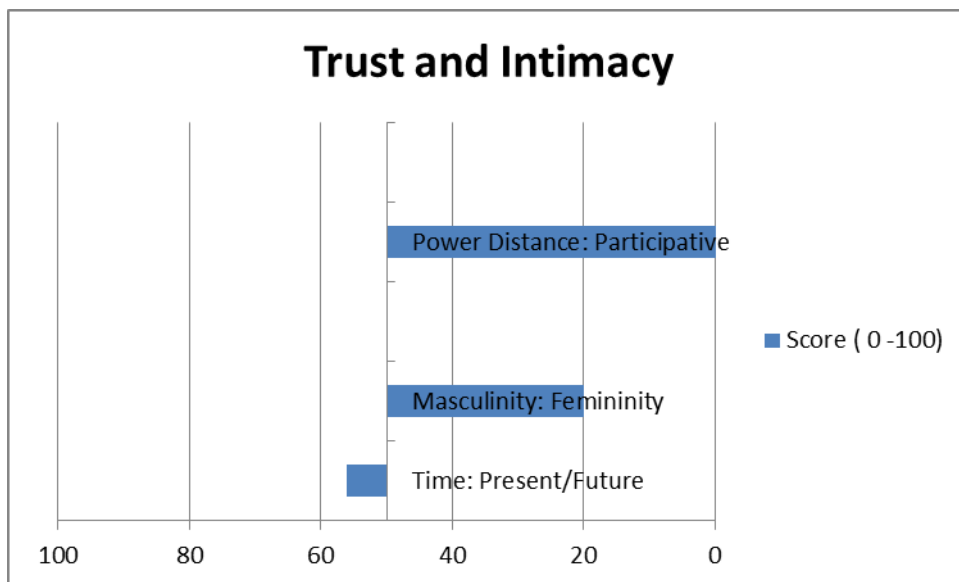 Trust and Intimacy
Power Distance: Participative
Score ( 0 -100)
Masculinity: Femininity
Time: Present/Future
100 80 60 40 20 0